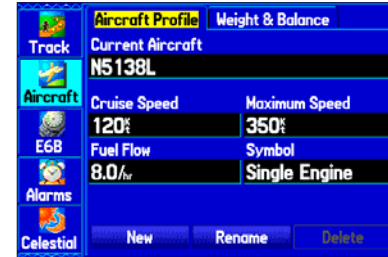 Aircraft Profile Weight & Balance
Track
Current Aircraft
N5138L
Aircraft
Cruise Speed Maximum Speed
120kt 350kt
E6B
Fuel Flow Symbol
8.0/hr Single Engine
Alarms
Celestial
New Rename Delete